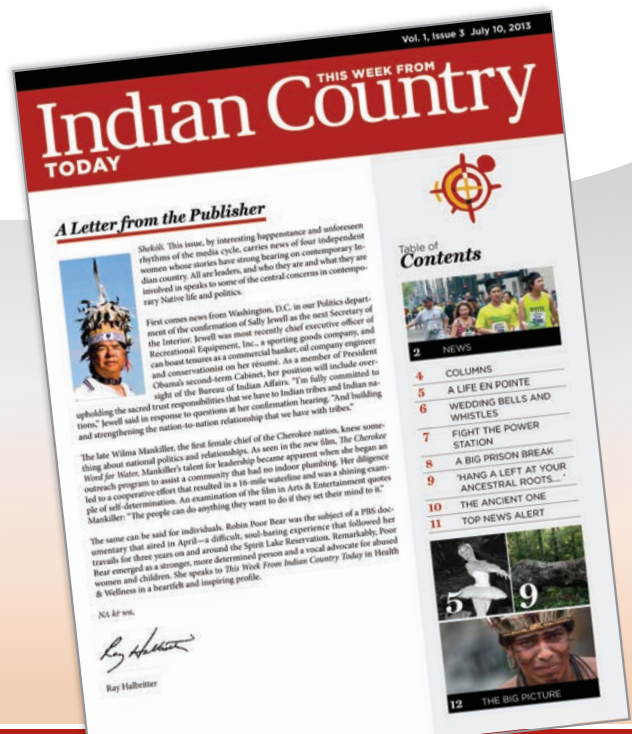 Vol. 1, Issue 3 July 10, 2013
THIS WEEK FROM
Indian Country
TODAY
A Letter from the Publisher
Shekóli. This issue, by interesting happenstance and unforeseen
rhythms of the media cycle, carries news of four independent
women whose stories have strong bearing on contemporary In-
dian country. All are leaders, and who they are and what they are
involved in speaks to some of the central concerns in contempo-
rary Native life and politics.
First comes news from Washington, D.C. in our Politics depart-
ment of the confirmation of Sally Jewell as the next Secretary of
the Interior. Jewell was most recently chief executive officer of
Recreational Equipment, Inc., a sporting goods company, and
can boast tenures as a commercial banker, oil company engineer
and conservationist on her résumé. As a member of President
Obama's second-term Cabinet, her position will include over-
sight of the Bureau of Indian Affairs. "I'm fully committed to
upholding the sacred trust responsibilities that we have to Indian tribes and Indian na-
tions," Jewell said in response to questions at her confirmation hearing. "And building
and strengthening the nation-to-nation relationship that we have with tribes."
The late Wilma Mankiller, the first female chief of the Cherokee nation, knew some-
thing about national politics and relationships. As seen in the new film, The Cherokee
Word for Water, Mankiller's talent for leadership became apparent when she began an
outreach program to assist a community that had no indoor plumbing. Her diligence
led to a cooperative effort that resulted in a 16-mile waterline and was a shining exam-
ple of self-determination. An examination of the film in Arts & Entertainment quotes
Mankiller: "The people can do anything they want to do if they set their mind to it."
The same can be said for individuals. Robin Poor Bear was the subject of a PBS doc-
umentary that aired in April—a difficult, soul-baring experience that followed her
travails for three years on and around the Spirit Lake Reservation. Remarkably, Poor
Bear emerged as a stronger, more determined person and a vocal advocate for abused
women and children. She speaks to This Week From Indian Country Today in Health
& Wellness in a heartfelt and inspiring profile.
NΛ ki' wa,
Ray Halbritter
Ray Halbritter
Table of
Contents
2 NEWS
4 COLUMNS
5 A LIFE EN POINTE
6 WEDDING BELLS AND
WHISTLES
7 FIGHT THE POWER
STATION
8 A BIG PRISON BREAK
9 'HANG A LEFT AT YOUR
ANCESTRAL ROOTS.... '
10 THE ANCIENT ONE
11 TOP NEWS ALERT
5
9
12 THE BIG PICTURE